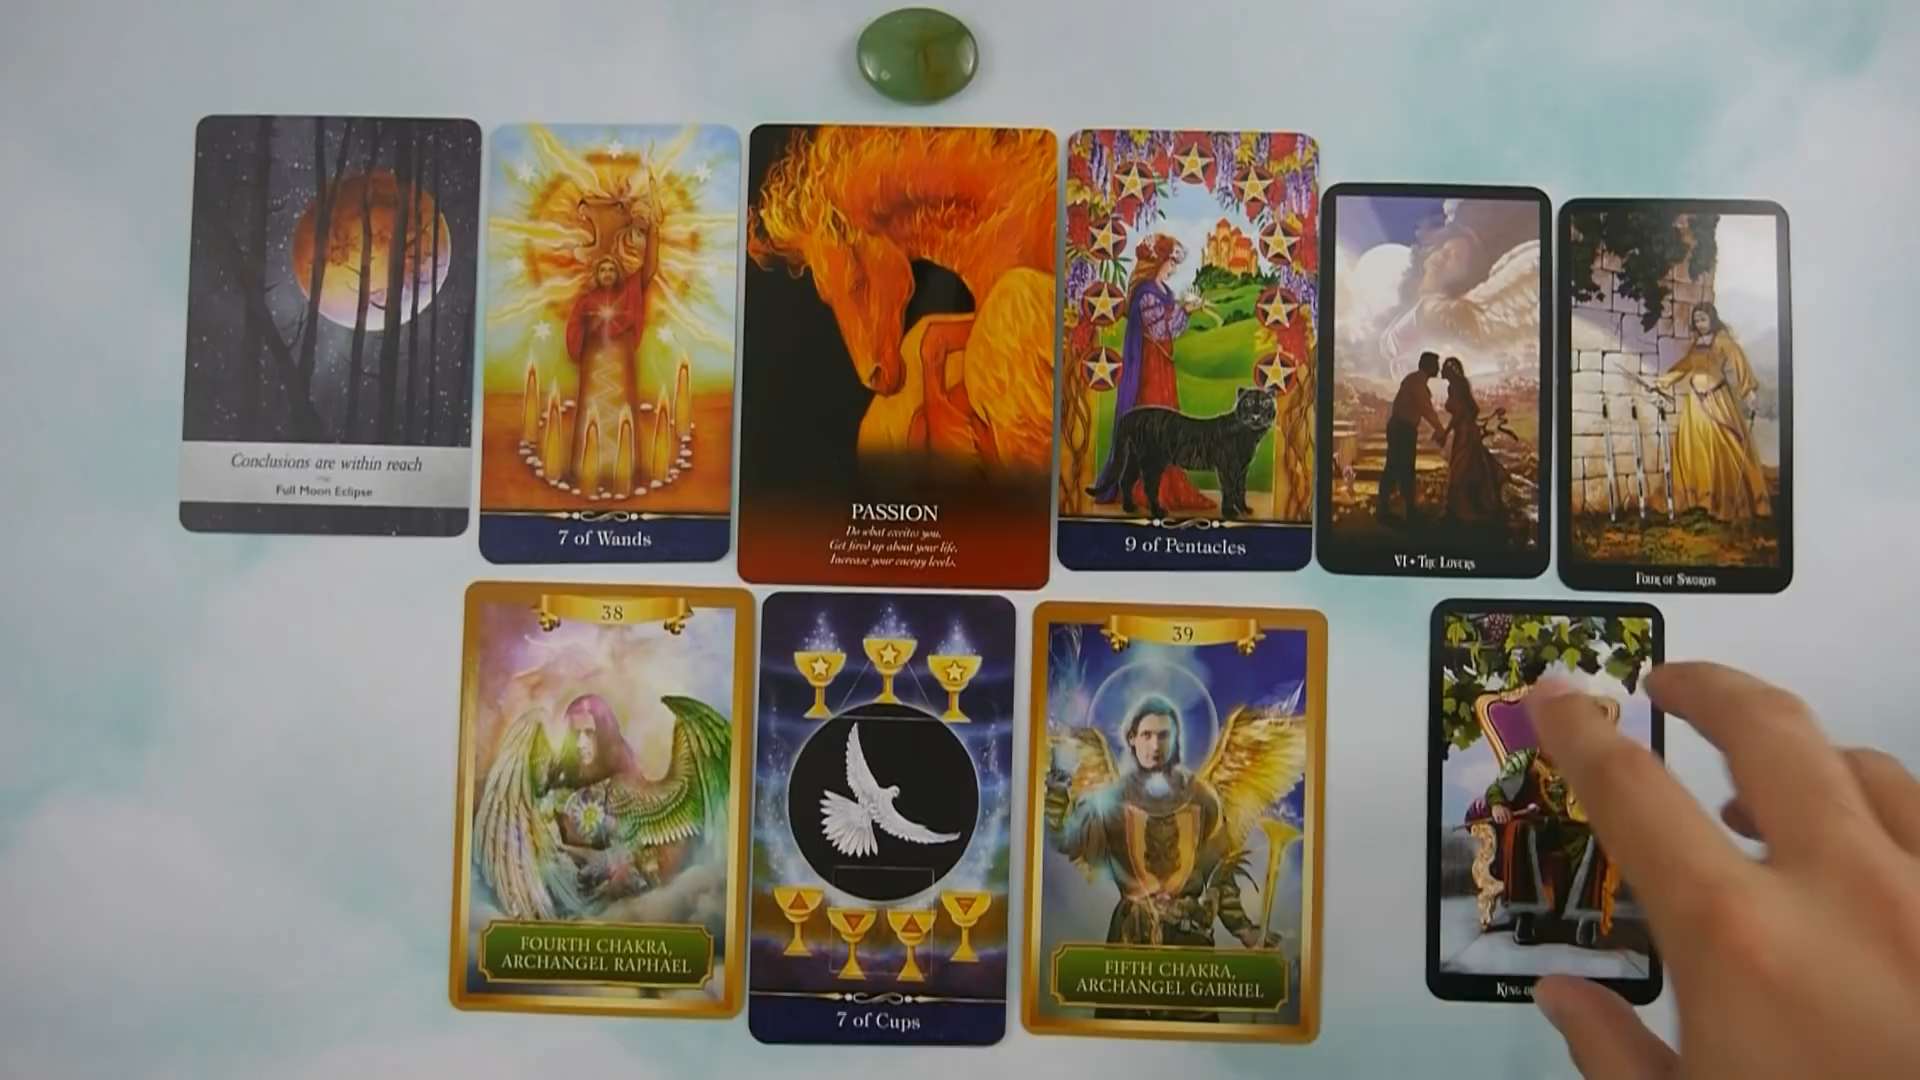 Conclusions are within reach
Full Moon Eclipse
7 of Wands
PASSION
Do what excites you.
Get fired up about your life.
Increase your energy levels.
9 of Pentacles
VI • THE LOVERS
FOUR OF SWORDS
38
FOURTH CHAKRA,
ARCHANGEL RAPHAEL
7 of Cups
39
FIFTH CHAKRA,
ARCHANGEL GABRIEL
KING